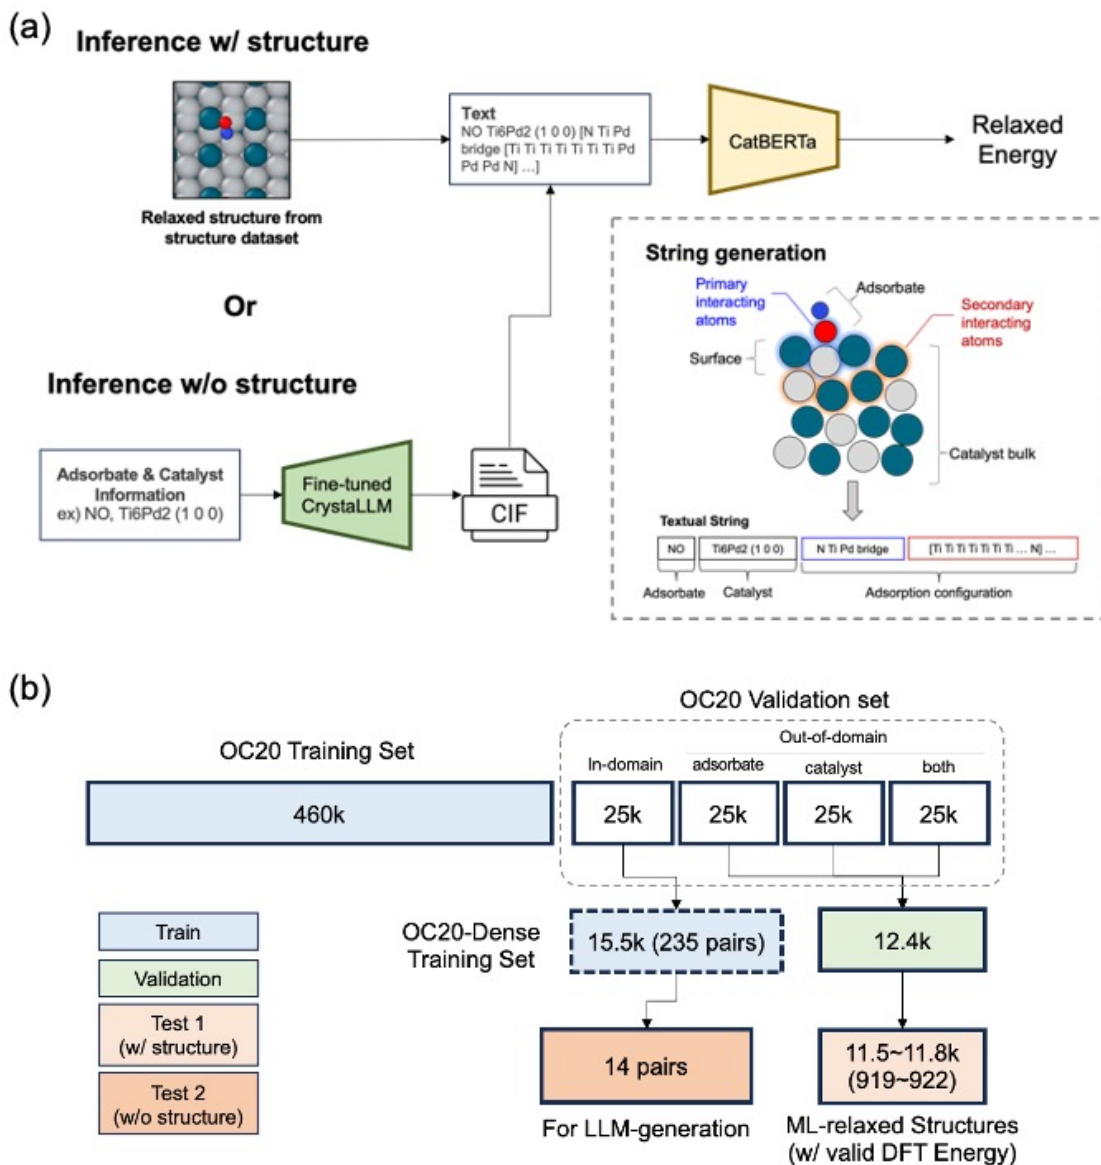 (a)
Inference w/ structure
Relaxed structure from
structure dataset
Text
NO Ti6Pd2 (1 0 0) [N Ti Pd
bridge [Ti Ti Ti Ti Ti Ti Ti Pd
Pd Pd N] ...]
CatBERTa
Relaxed
Energy
Or
Inference w/o structure
Adsorbate & Catalyst
Information
ex) NO, Ti6Pd2 (1 0 0)
Fine-tuned
CrystaLLM
CIF
String generation
Primary
interacting
atoms
Adsorbate
Secondary
interacting
atoms
Surface
Catalyst bulk
Textual String
NO
Ti6Pd2 (1 0 0)
N Ti Pd bridge
[Ti Ti Ti Ti Ti Ti Ti ... N] ...
Adsorbate
Catalyst
Adsorption configuration
(b)
OC20 Validation set
OC20 Training Set
Out-of-domain
In-domain
adsorbate
catalyst
both
460k
25k
25k
25k
25k
OC20-Dense
Training Set
15.5k (235 pairs)
12.4k
Train
Validation
Test 1
(w/ structure)
Test 2
(w/o structure)
14 pairs
11.5~11.8k
(919~922)
For LLM-generation
ML-relaxed Structures
(w/ valid DFT Energy)